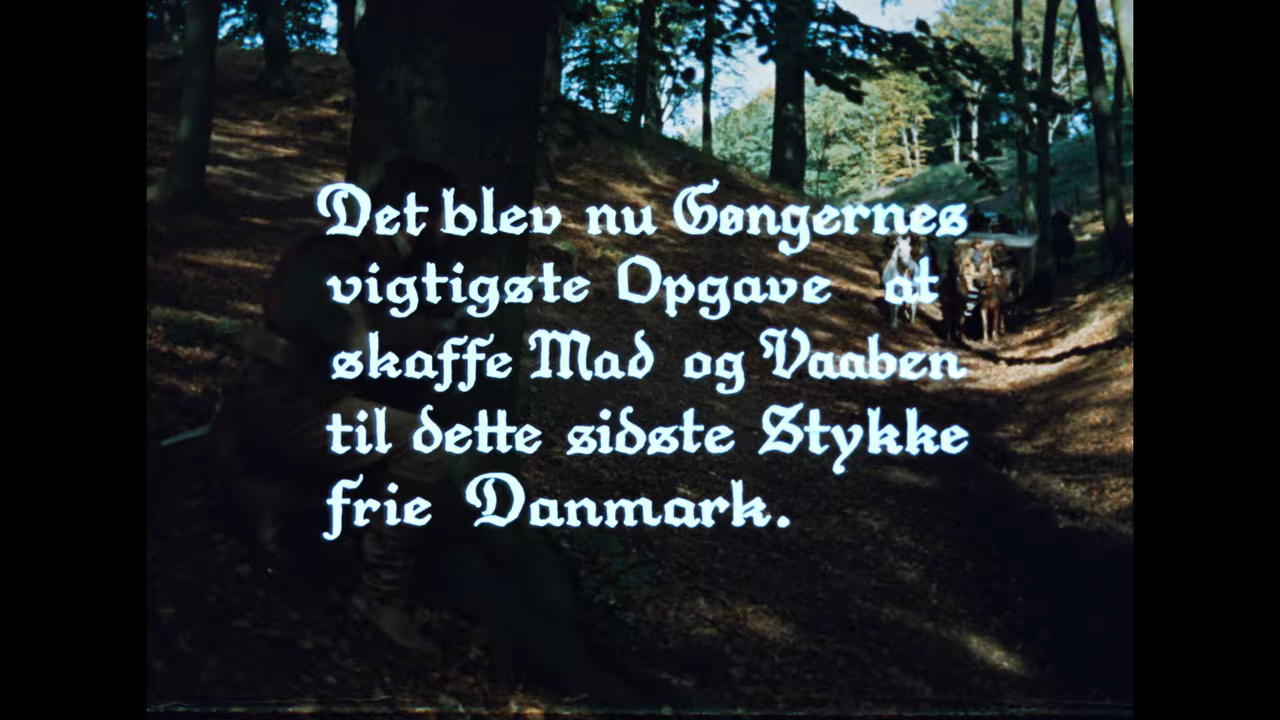 Det blev nu Gøngernes
vigtigste Opgave at
skaffe Mad og Vaaben
til dette sidste Stykke
frie Danmark.